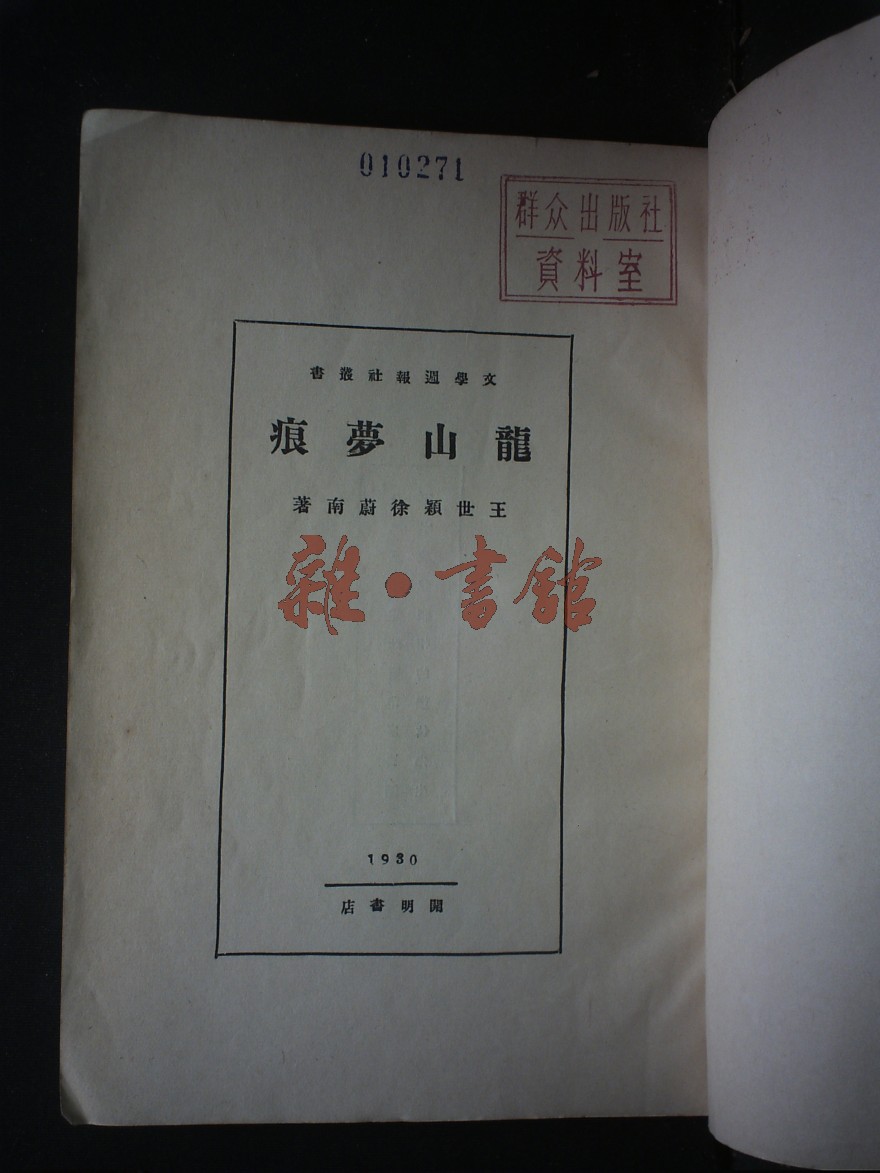 010271
群众出版社
資料室
文學週報社叢書
龍山夢痕
王世穎徐蔚南著
雜·書館
1930
開明書店